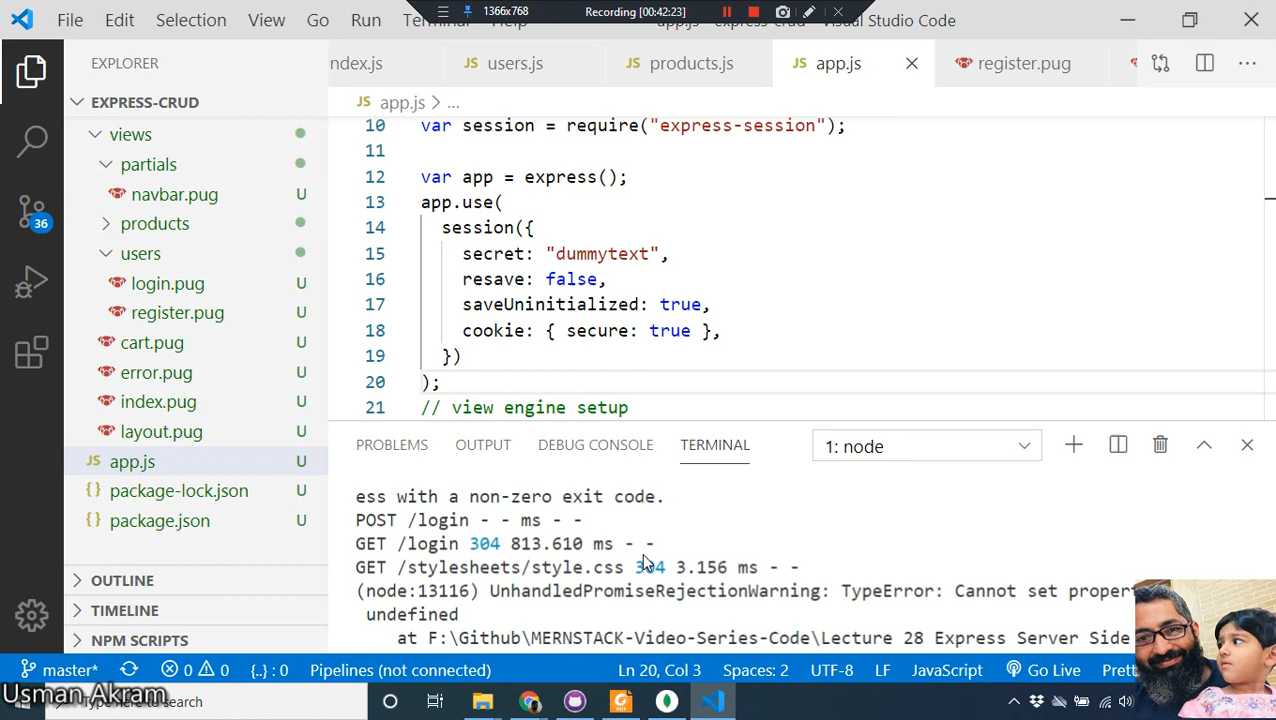 File Edit Selection View Go Run Terminal Visual Studio Code
1366x768 Recording [00:42:23]
EXPLORER
EXPRESS-CRUD
views
partials
navbar.pug U
products
users
login.pug U
register.pug U
cart.pug U
error.pug U
index.pug U
layout.pug U
JS app.js U
{} package-lock.json U
{} package.json U
OUTLINE
TIMELINE
NPM SCRIPTS
36
ndex.js JS users.js JS products.js JS app.js register.pug
JS app.js > ...
10 var session = require("express-session");
11
12 var app = express();
13 app.use(
14 session({
15 secret: "dummytext",
16 resave: false,
17 saveUninitialized: true,
18 cookie: { secure: true },
19 })
20 );
21 // view engine setup
PROBLEMS OUTPUT DEBUG CONSOLE TERMINAL 1: node
ess with a non-zero exit code.
POST /login - - ms - -
GET /login 304 813.610 ms - -
GET /stylesheets/style.css 304 3.156 ms - -
(node:13116) UnhandledPromiseRejectionWarning: TypeError: Cannot set propert
undefined
at F:\Github\MERNSTACK-Video-Series-Code\Lecture 28 Express Server Side
master* 0 0 {..} : 0 Pipelines (not connected) Ln 20, Col 3 Spaces: 2 UTF-8 LF JavaScript Go Live Prett
Usman Akram
here to search